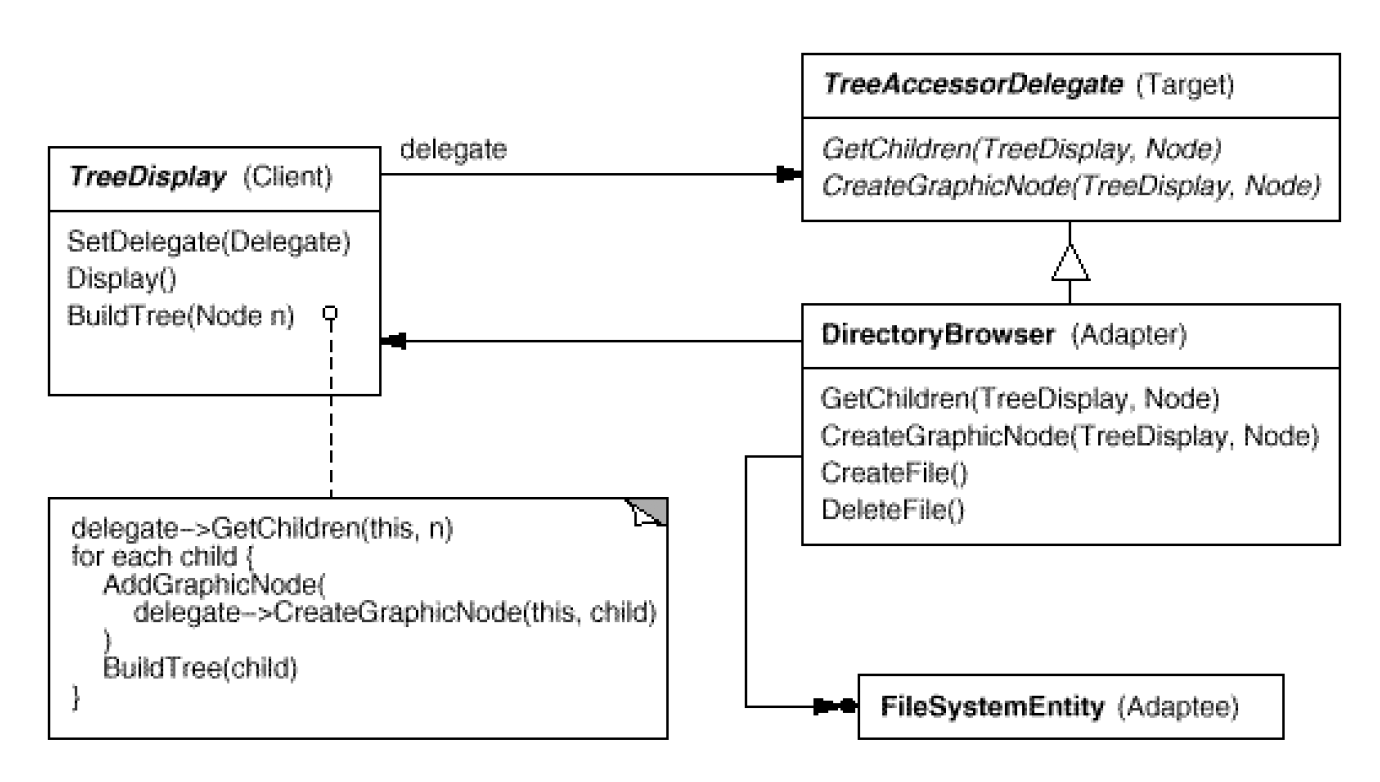 TreeAccessorDelegate (Target)
GetChildren(TreeDisplay, Node)
CreateGraphicNode(TreeDisplay, Node)
delegate
TreeDisplay (Client)
SetDelegate(Delegate)
Display()
BuildTree(Node n)
DirectoryBrowser (Adapter)
GetChildren(TreeDisplay, Node)
CreateGraphicNode(TreeDisplay, Node)
CreateFile()
DeleteFile()
delegate–>GetChildren(this, n)
for each child {
AddGraphicNode(
delegate–>CreateGraphicNode(this, child)
)
BuildTree(child)
}
FileSystemEntity (Adaptee)